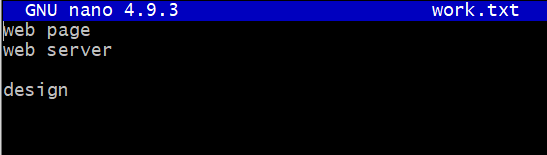 GNU nano 4.9.3 work.txt
web page
web server

design